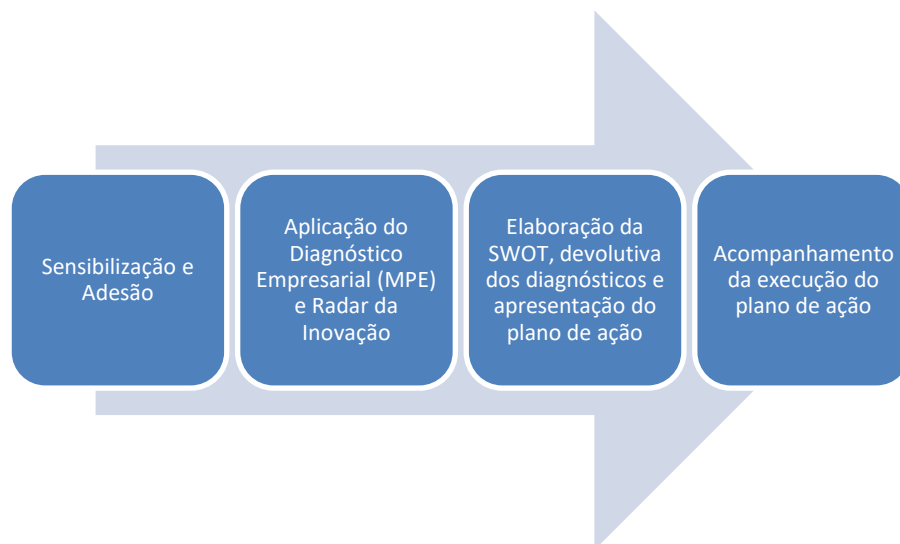 Sensibilização e
Adesão
Aplicação do
Diagnóstico
Empresarial (MPE)
e Radar da
Inovação
Elaboração da
SWOT, devolutiva
dos diagnósticos e
apresentação do
plano de ação
Acompanhamento
da execução do
plano de ação